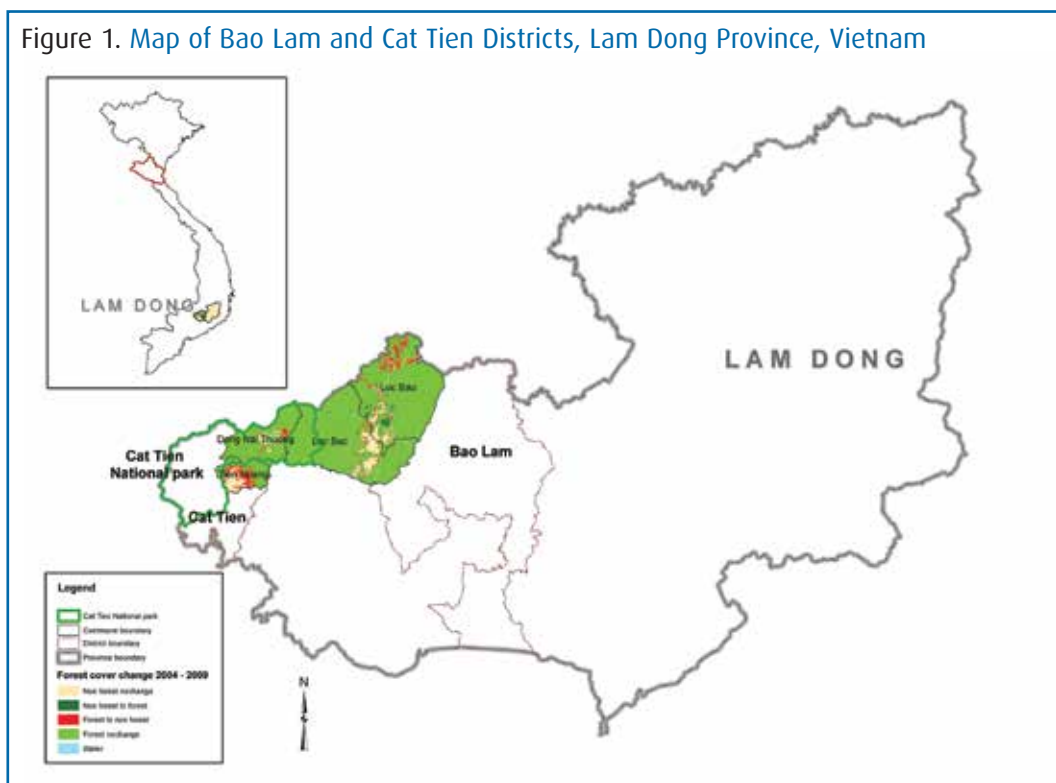 Figure 1. Map of Bao Lam and Cat Tien Districts, Lam Dong Province, Vietnam
LAM DONG
LAM DONG
Loc Bao
Dong Nai Thuong
Loc Bac
Bao Lam
Cat Tien
National park
Cat Tien
Legend
Cat Tien National park
Commune boundary
District boundary
Province boundary
Forest cover change 2004 - 2009
Non forest nochange
Non forest to forest
Forest to non forest
Forest nochange
Water
N